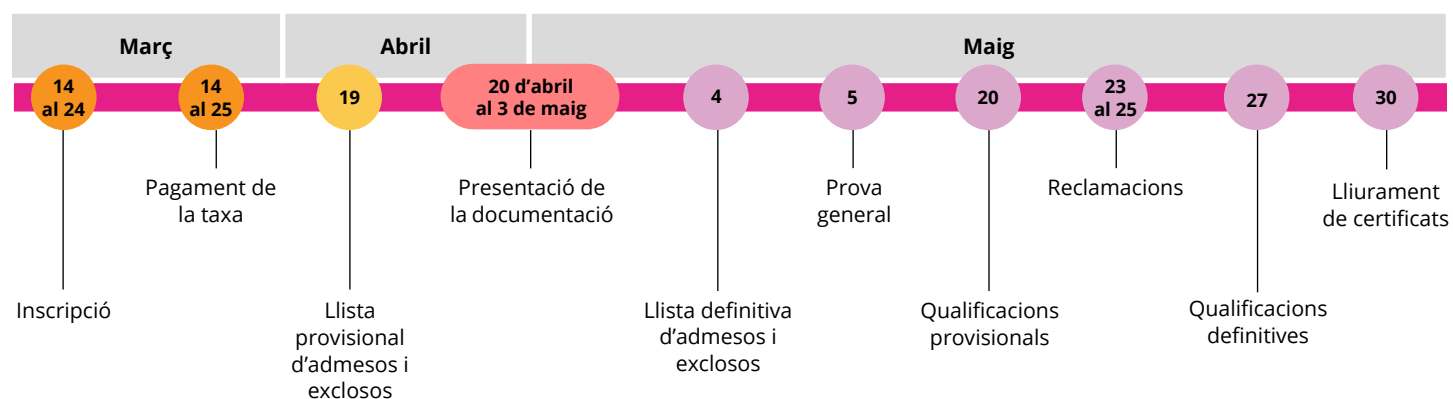 Març
Abril
Maig
14
al 24
14
al 25
19
20 d’abril
al 3 de maig
4
5
20
23
al 25
27
30
Inscripció
Pagament de
la taxa
Llista
provisional
d’admesos i
exclosos
Presentació de
la documentació
Llista definitiva
d’admesos i
exclosos
Prova
general
Qualificacions
provisionals
Reclamacions
Qualificacions
definitives
Lliurament
de certificats